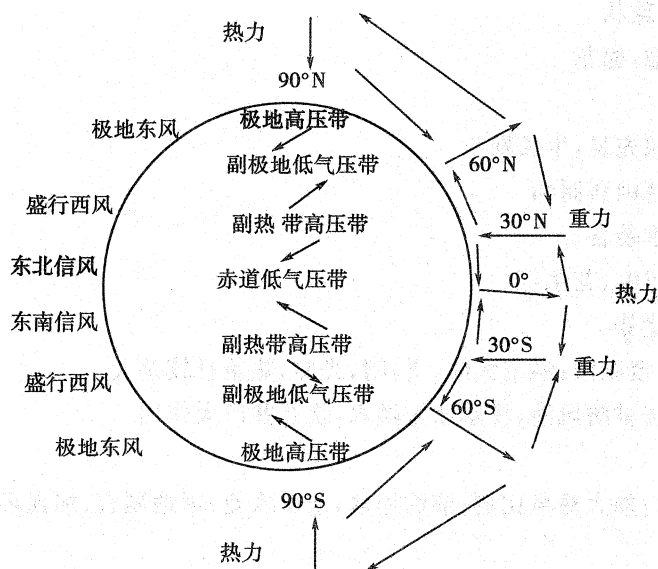 热力
90°N
极地高压带
极地东风
副极地低气压带
60°N
盛行西风
副热带高压带
30°N
重力
东北信风
赤道低气压带
0°
热力
东南信风
副热带高压带
30°S
重力
盛行西风
副极地低气压带
60°S
极地东风
极地高压带
90°S
热力